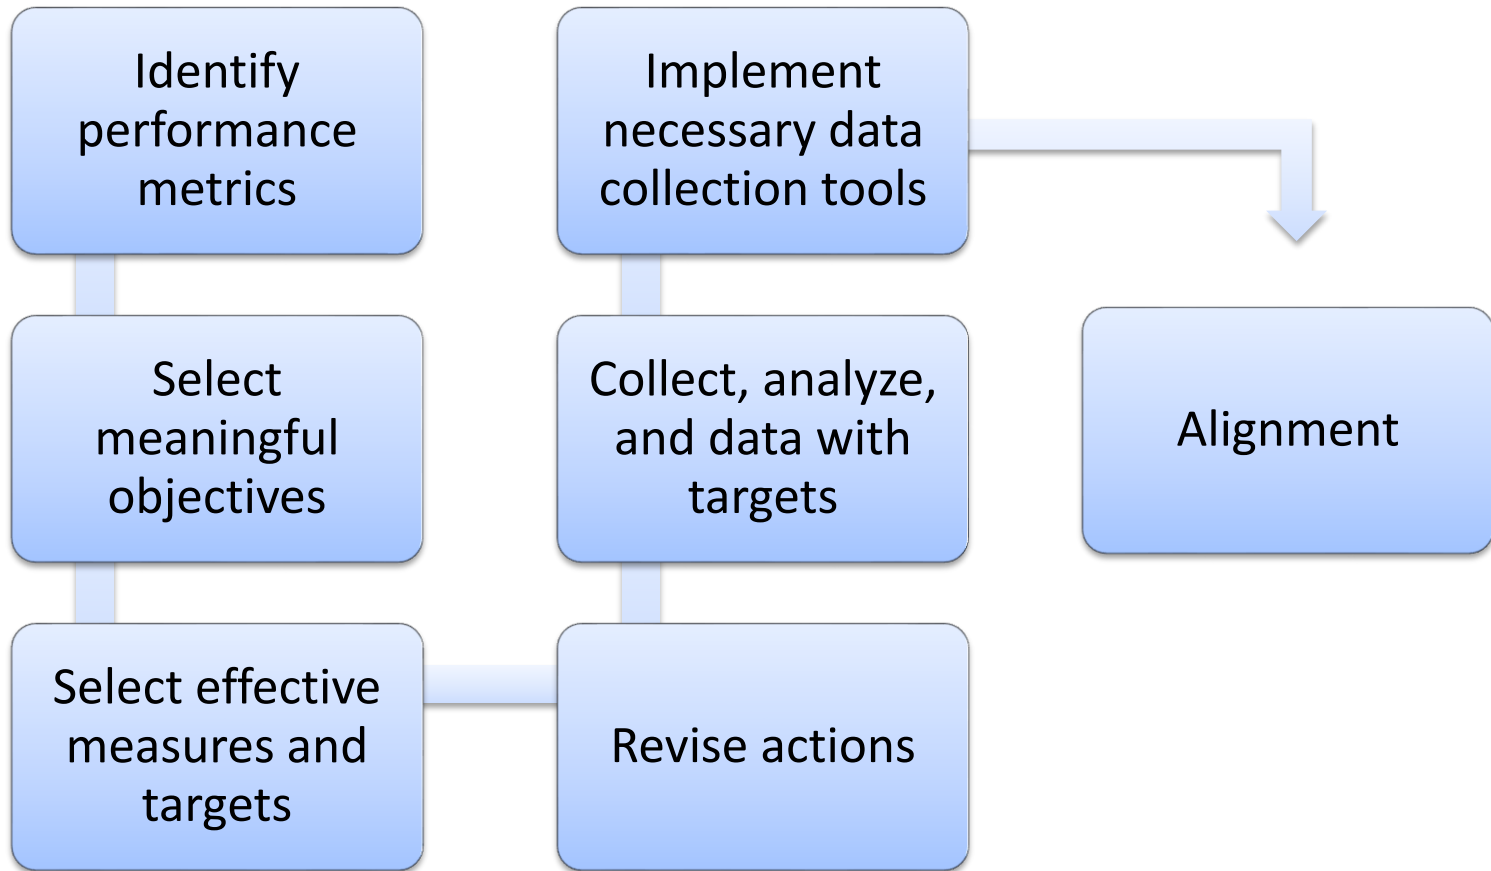 Identify
performance
metrics
Select
meaningful
objectives
Select effective
measures and
targets
Implement
necessary data
collection tools
Collect, analyze,
and data with
targets
Revise actions
Alignment